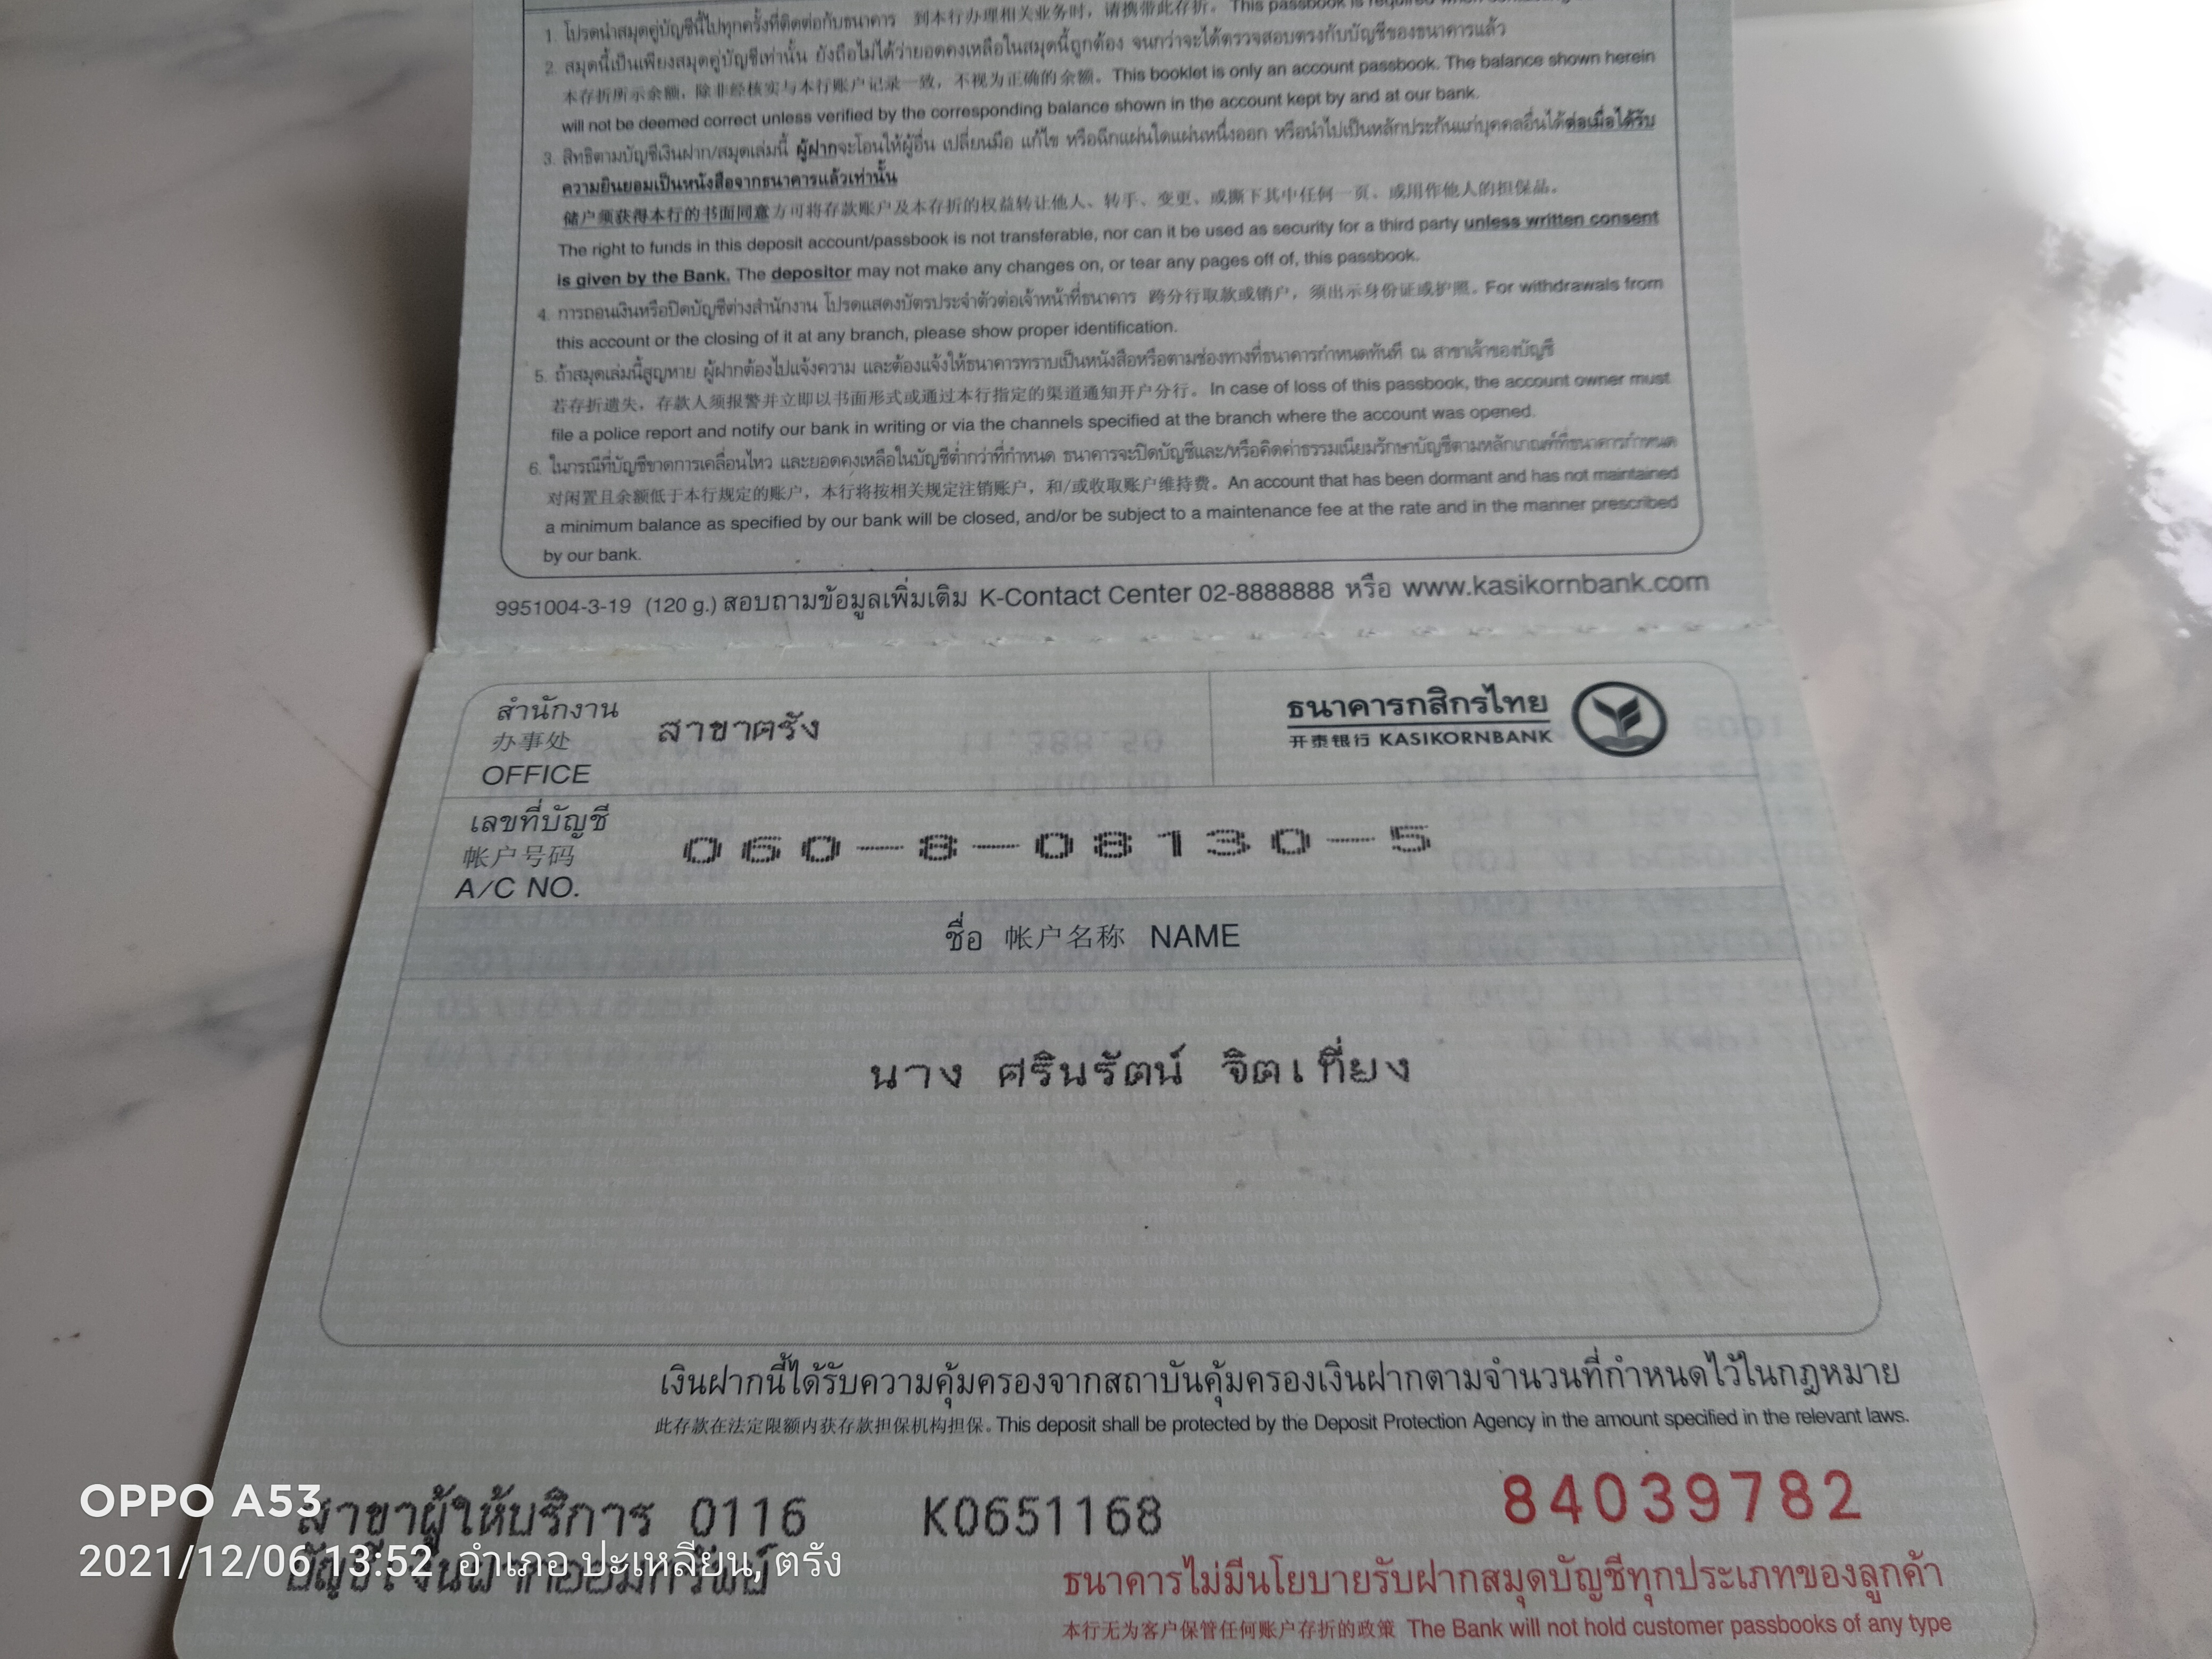 1. โปรดนำสมุดคู่บัญชีนี้ไปทุกครั้งที่ติดต่อกับธนาคาร 到本行办理相关业务时，请携带此存折。This passbook is required when
2. สมุดนี้เป็นเพียงสมุดคู่บัญชีเท่านั้น ยังถือไม่ได้ว่ายอดคงเหลือในสมุดนี้ถูกต้อง จนกว่าจะได้ตรวจสอบตรงกับบัญชีของธนาคารแล้ว
本存折所示余额，除非经核实与本行账户记录一致，不视为正确的余额。This booklet is only an account passbook. The balance shown herein
will not be deemed correct unless verified by the corresponding balance shown in the account kept by and at our bank.
3. สิทธิตามบัญชีเงินฝาก/สมุดเล่มนี้ ผู้ฝากจะโอนให้ผู้อื่น เปลี่ยนมือ แก้ไข หรือฉีกแผ่นใดแผ่นหนึ่งออก หรือนำไปเป็นหลักประกันแก่บุคคลอื่นได้ต่อเมื่อได้รับ
ความยินยอมเป็นหนังสือจากธนาคารแล้วเท่านั้น
储户须获得本行的书面同意方可将存款账户及本存折的权益转让他人、转手、变更、或撕下其中任何一页、或用作他人的担保品。
The right to funds in this deposit account/passbook is not transferable, nor can it be used as security for a third party unless written consent
is given by the Bank. The depositor may not make any changes on, or tear any pages off of, this passbook.
4. การถอนเงินหรือปิดบัญชีต่างสำนักงาน โปรดแสดงบัตรประจำตัวต่อเจ้าหน้าที่ธนาคาร 跨分行取款或销户，须出示身份证或护照。For withdrawals from
this account or the closing of it at any branch, please show proper identification.
5. ถ้าสมุดเล่มนี้สูญหาย ผู้ฝากต้องไปแจ้งความ และต้องแจ้งให้ธนาคารทราบเป็นหนังสือหรือตามช่องทางที่ธนาคารกำหนดทันที ณ สาขาเจ้าของบัญชี
若存折遗失，存款人须报警并立即以书面形式或通过本行指定的渠道通知开户分行。In case of loss of this passbook, the account owner must
file a police report and notify our bank in writing or via the channels specified at the branch where the account was opened.
6. ในกรณีที่บัญชีขาดการเคลื่อนไหว และยอดคงเหลือในบัญชีต่ำกว่าที่กำหนด ธนาคารจะปิดบัญชีและ/หรือคิดค่าธรรมเนียมรักษาบัญชีตามหลักเกณฑ์ที่ธนาคารกำหนด
对闲置且余额低于本行规定的账户，本行将按相关规定注销账户，和/或收取账户维持费。An account that has been dormant and has not maintained
a minimum balance as specified by our bank will be closed, and/or be subject to a maintenance fee at the rate and in the manner prescribed
by our bank.
9951004-3-19 (120 g.) สอบถามข้อมูลเพิ่มเติม K-Contact Center 02-8888888 หรือ www.kasikornbank.com
สำนักงาน
办事处
OFFICE
สาขาตรัง
ธนาคารกสิกรไทย
开泰银行 KASIKORNBANK
เลขที่บัญชี
帐户号码
A/C NO.
060-8-08130-5
ชื่อ 帐户名称 NAME
นาง ศรินรัตน์ จิตเที่ยง
เงินฝากนี้ได้รับความคุ้มครองจากสถาบันคุ้มครองเงินฝากตามจำนวนที่กำหนดไว้ในกฎหมาย
此存款在法定限额内获存款担保机构担保。This deposit shall be protected by the Deposit Protection Agency in the amount specified in the relevant laws.
สาขาผู้ให้บริการ 0116 K0651168
84039782
บัญชีเงินฝากออมทรัพย์
ธนาคารไม่มีนโยบายรับฝากสมุดบัญชีทุกประเภทของลูกค้า
本行无为客户保管任何账户存折的政策 The Bank will not hold customer passbooks of any type
OPPO A53
2021/12/06 13:52 อำเภอ ปะเหลียน, ตรัง